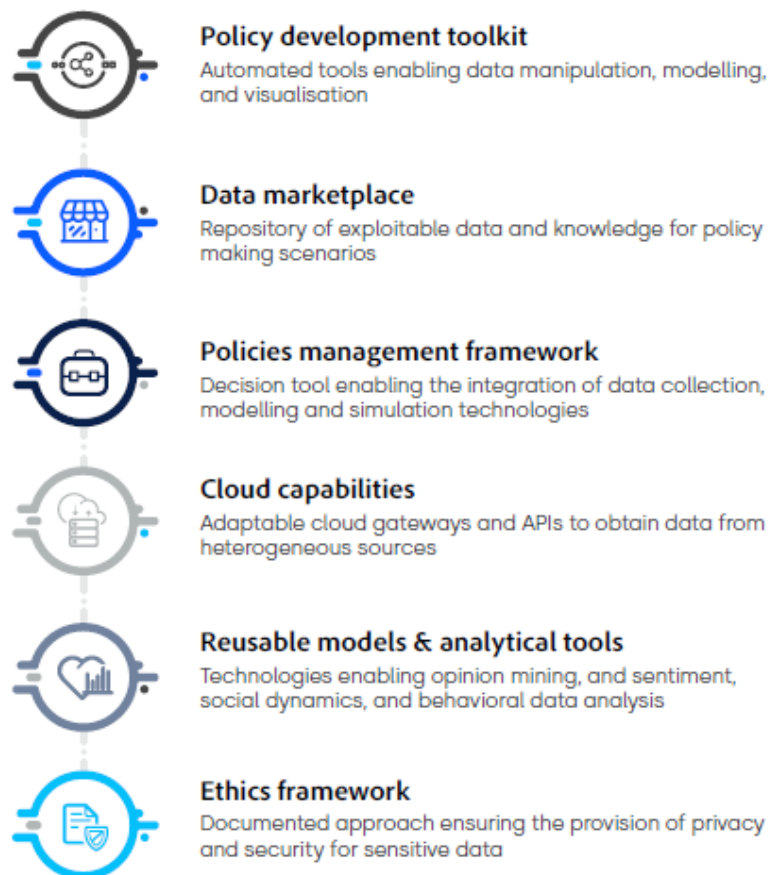 Policy development toolkit
Automated tools enabling data manipulation, modelling,
and visualisation
Data marketplace
Repository of exploitable data and knowledge for policy
making scenarios
Policies management framework
Decision tool enabling the integration of data collection,
modelling and simulation technologies
Cloud capabilities
Adaptable cloud gateways and APIs to obtain data from
heterogeneous sources
Reusable models & analytical tools
Technologies enabling opinion mining, and sentiment,
social dynamics, and behavioral data analysis
Ethics framework
Documented approach ensuring the provision of privacy
and security for sensitive data